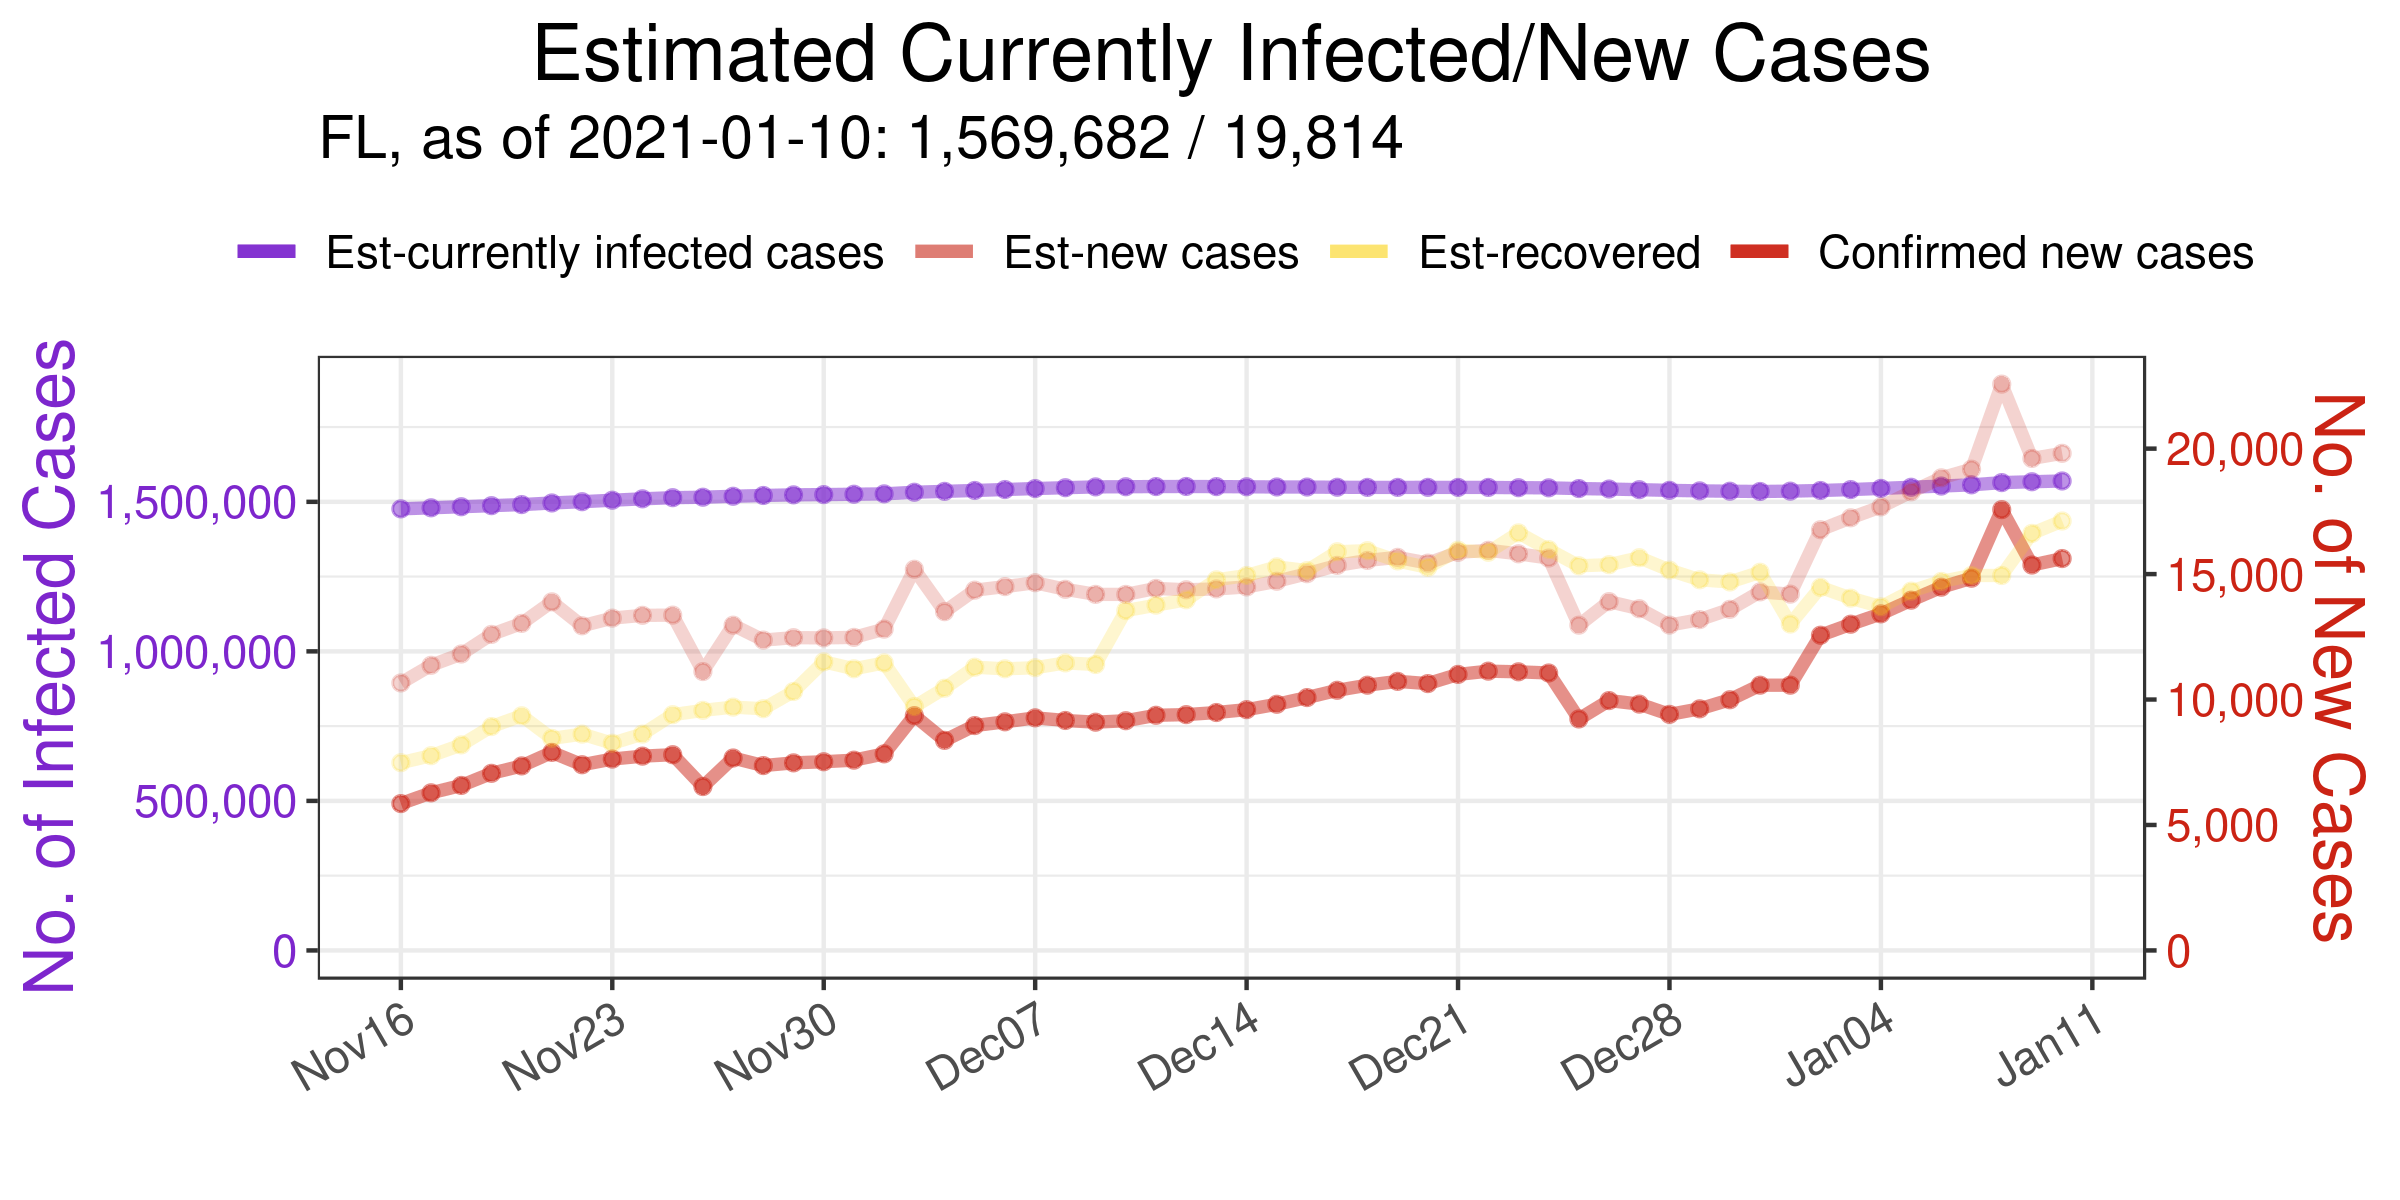 Estimated Currently Infected/New Cases
FL, as of 2021-01-10: 1,569,682 / 19,814
Est-currently infected cases Est-new cases Est-recovered Confirmed new cases
No. of Infected Cases
1,500,000
1,000,000
500,000
0
20,000
15,000
10,000
5,000
0
No. of New Cases
Nov16 Nov23 Nov30 Dec07 Dec14 Dec21 Dec28 Jan04 Jan11